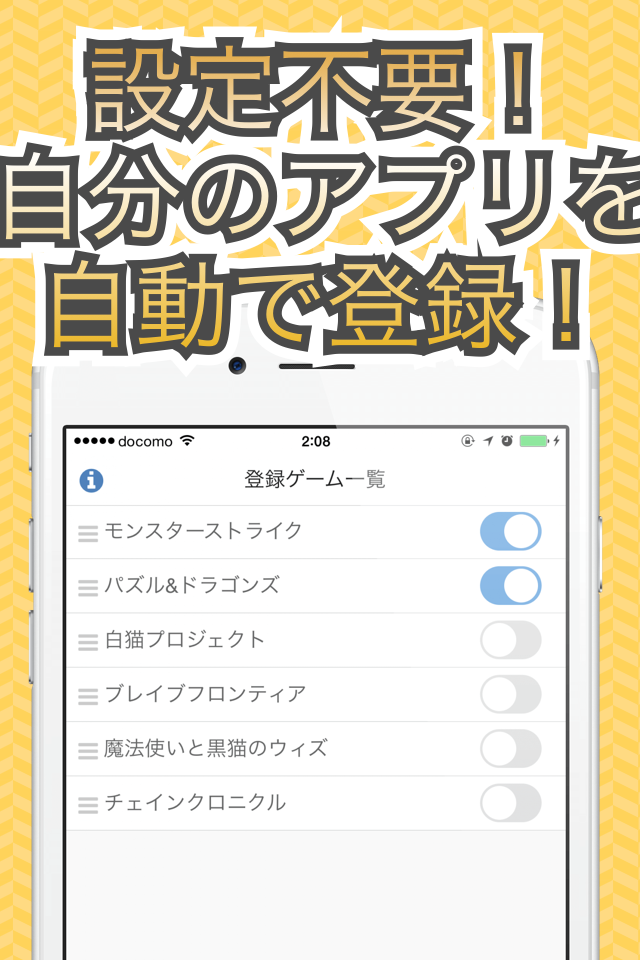 設定不要！
自分のアプリを
自動で登録！
docomo 2:08
登録ゲーム一覧
モンスターストライク
パズル&ドラゴンズ
白猫プロジェクト
ブレイブフロンティア
魔法使いと黒猫のウィズ
チェインクロニクル